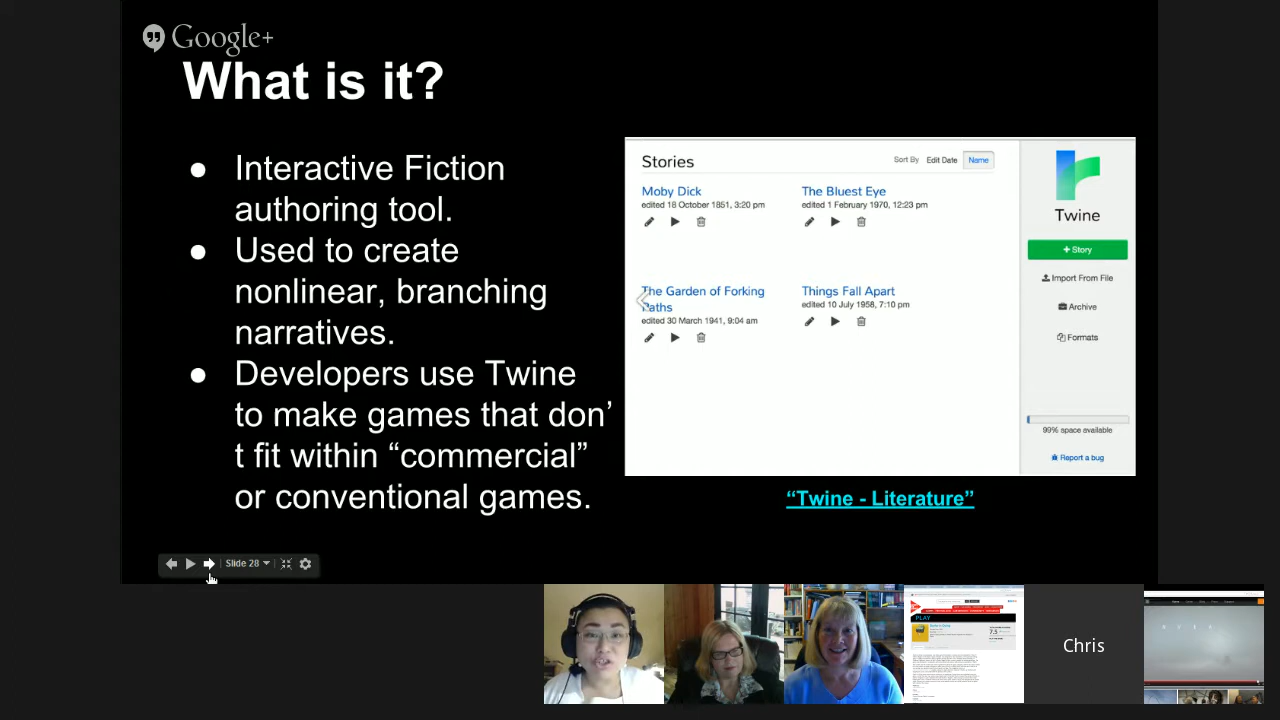 Google+
What is it?
● Interactive Fiction
authoring tool.
● Used to create
nonlinear, branching
narratives.
● Developers use Twine
to make games that don’
t fit within “commercial”
or conventional games.
Stories
Sort By Edit Date Name
Moby Dick
edited 18 October 1851, 3:20 pm
The Bluest Eye
edited 1 February 1970, 12:23 pm
The Garden of Forking
Paths
edited 30 March 1941, 9:04 am
Things Fall Apart
edited 10 July 1958, 7:10 pm
Twine
+ Story
Import From File
Archive
Formats
99% space available
Report a bug
“Twine - Literature”
Slide 28
PLAY
7.5
Chris